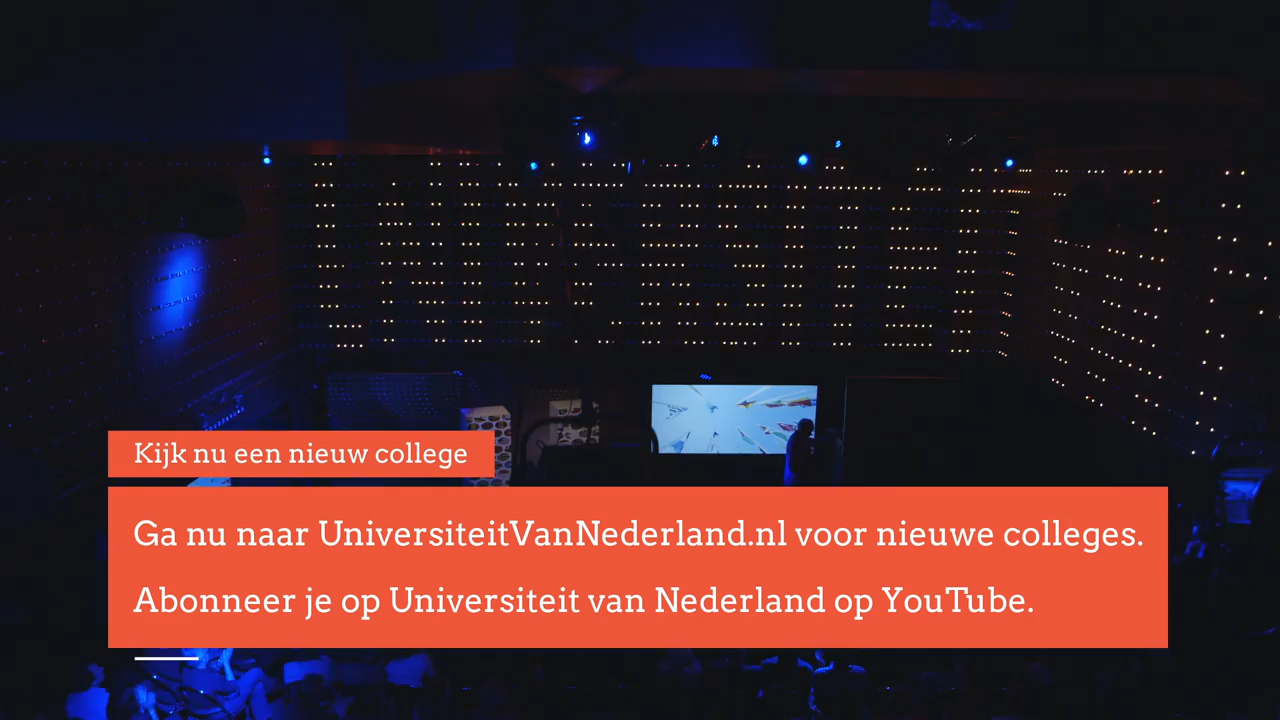 Kijk nu een nieuw college
Ga nu naar UniversiteitVanNederland.nl voor nieuwe colleges.
Abonneer je op Universiteit van Nederland op YouTube.